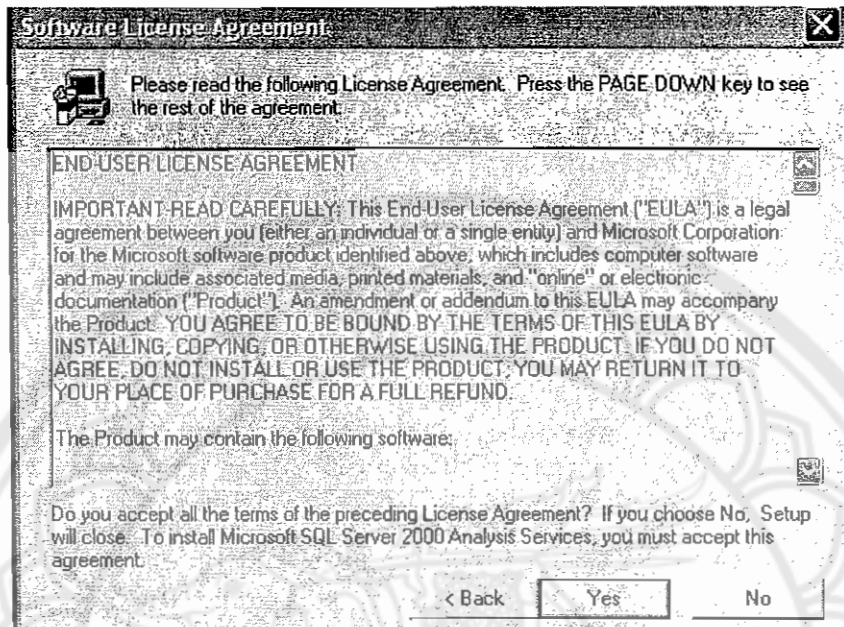 Software License Agreement
Please read the following License Agreement. Press the PAGE DOWN key to see
the rest of the agreement.
END-USER LICENSE AGREEMENT
IMPORTANT-READ CAREFULLY: This End-User License Agreement ("EULA") is a legal
agreement between you (either an individual or a single entity) and Microsoft Corporation
for the Microsoft software product identified above, which includes computer software
and may include associated media, printed materials, and "online" or electronic
documentation ("Product"). An amendment or addendum to this EULA may accompany
the Product. YOU AGREE TO BE BOUND BY THE TERMS OF THIS EULA BY
INSTALLING, COPYING, OR OTHERWISE USING THE PRODUCT. IF YOU DO NOT
AGREE, DO NOT INSTALL OR USE THE PRODUCT; YOU MAY RETURN IT TO
YOUR PLACE OF PURCHASE FOR A FULL REFUND.
The Product may contain the following software:
Do you accept all the terms of the preceding License Agreement? If you choose No, Setup
will close. To install Microsoft SQL Server 2000 Analysis Services, you must accept this
agreement.
< Back Yes No